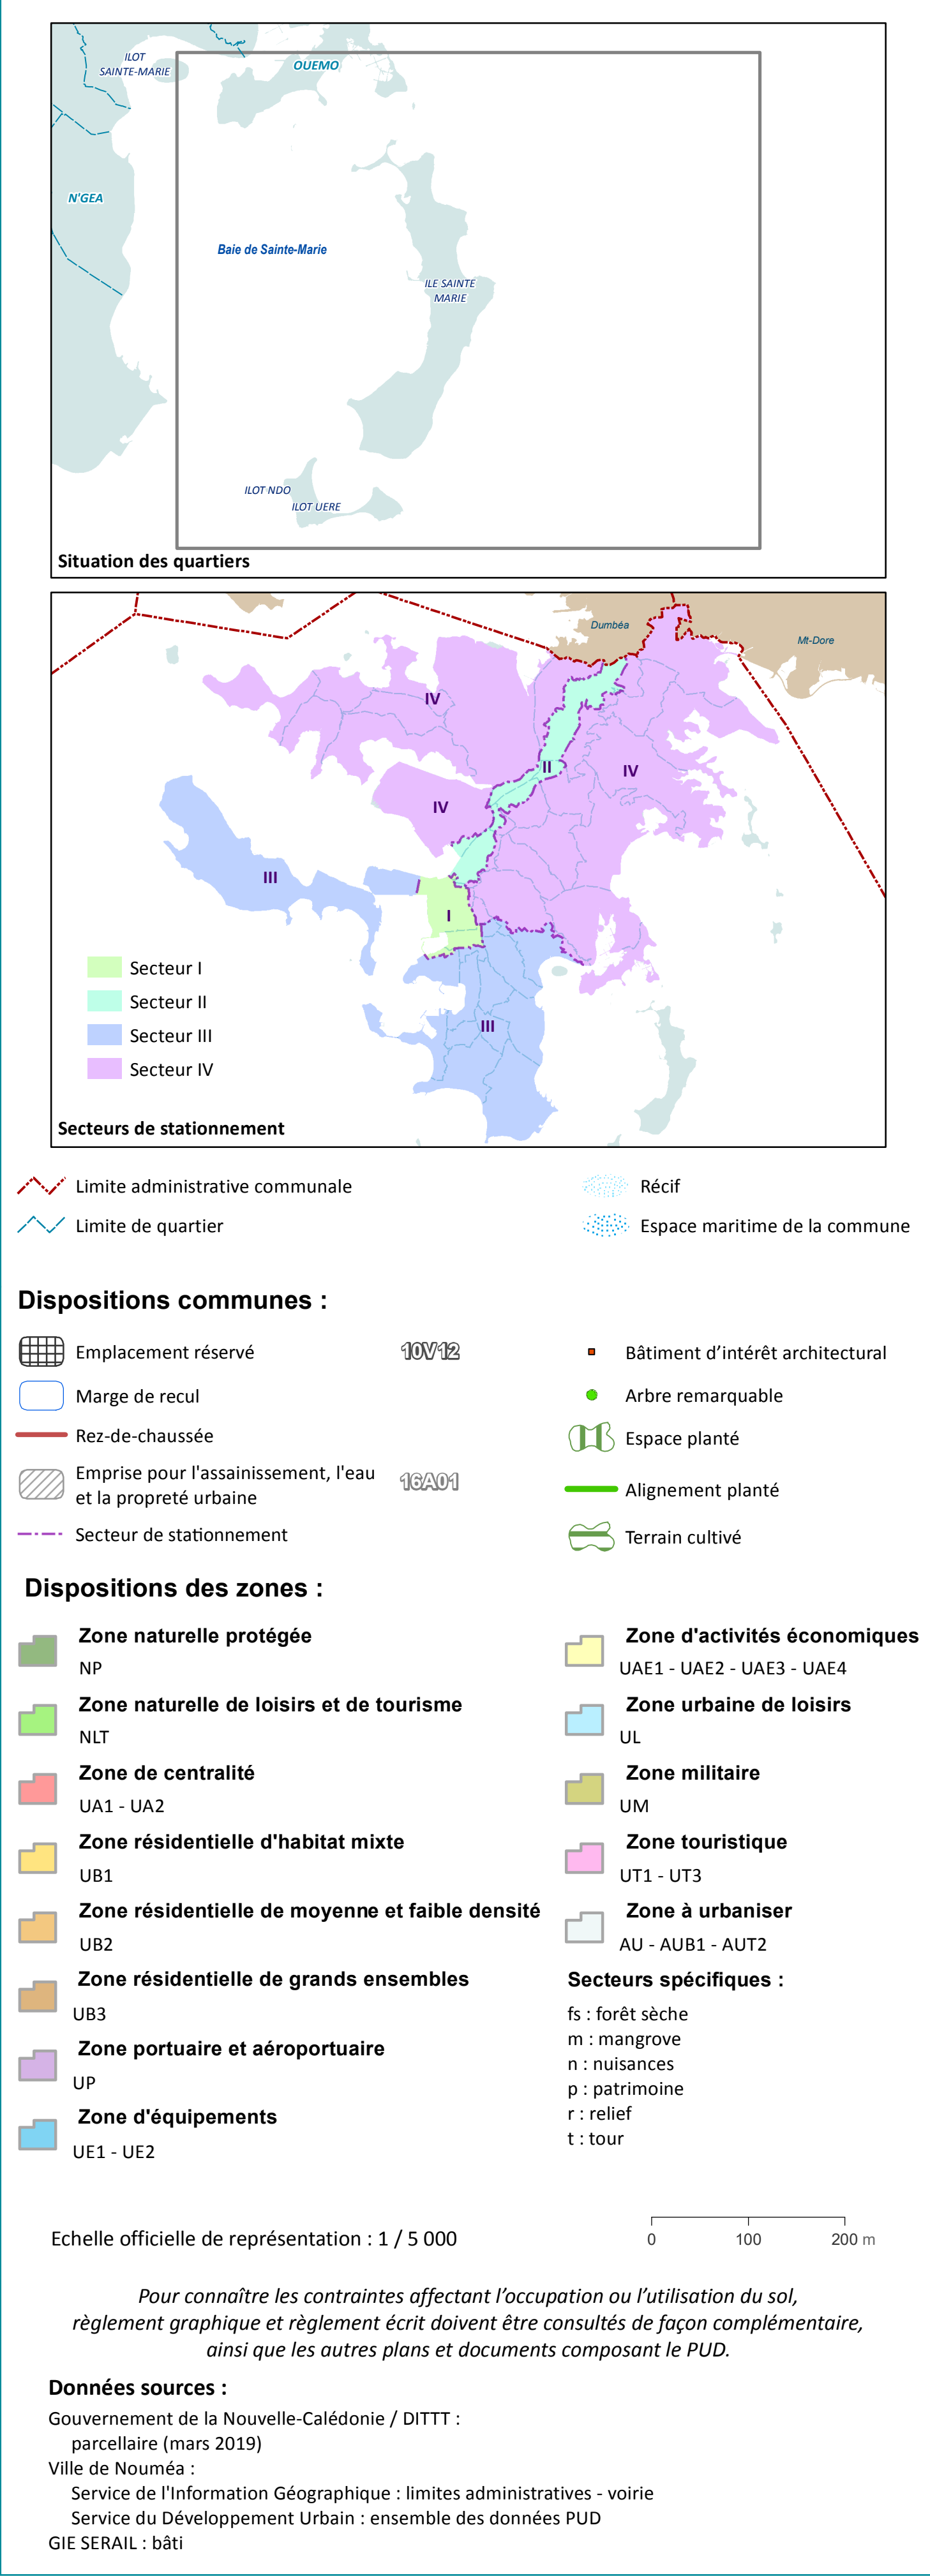 ILOT
SAINTE-MARIE
OUEMO
N'GEA
Baie de Sainte-Marie
ILE SAINTE
MARIE
ILOT NDO
ILOT UERE
Situation des quartiers
Dumbéa
Mt-Dore
IV
II
IV
IV
III
I
III
Secteur I
Secteur II
Secteur III
Secteur IV
Secteurs de stationnement
Limite administrative communale
Récif
Limite de quartier
Espace maritime de la commune
Dispositions communes :
Emplacement réservé
10V12
Bâtiment d’intérêt architectural
Marge de recul
Arbre remarquable
Rez-de-chaussée
Espace planté
Emprise pour l'assainissement, l'eau
et la propreté urbaine
16A01
Alignement planté
Secteur de stationnement
Terrain cultivé
Dispositions des zones :
Zone naturelle protégée
NP
Zone naturelle de loisirs et de tourisme
NLT
Zone de centralité
UA1 - UA2
Zone résidentielle d'habitat mixte
UB1
Zone résidentielle de moyenne et faible densité
UB2
Zone résidentielle de grands ensembles
UB3
Zone portuaire et aéroportuaire
UP
Zone d'équipements
UE1 - UE2
Zone d'activités économiques
UAE1 - UAE2 - UAE3 - UAE4
Zone urbaine de loisirs
UL
Zone militaire
UM
Zone touristique
UT1 - UT3
Zone à urbaniser
AU - AUB1 - AUT2
Secteurs spécifiques :
fs : forêt sèche
m : mangrove
n : nuisances
p : patrimoine
r : relief
t : tour
Echelle officielle de représentation : 1 / 5 000
0 100 200 m
Pour connaître les contraintes affectant l’occupation ou l’utilisation du sol,
règlement graphique et règlement écrit doivent être consultés de façon complémentaire,
ainsi que les autres plans et documents composant le PUD.
Données sources :
Gouvernement de la Nouvelle-Calédonie / DITTT :
parcellaire (mars 2019)
Ville de Nouméa :
Service de l'Information Géographique : limites administratives - voirie
Service du Développement Urbain : ensemble des données PUD
GIE SERAIL : bâti